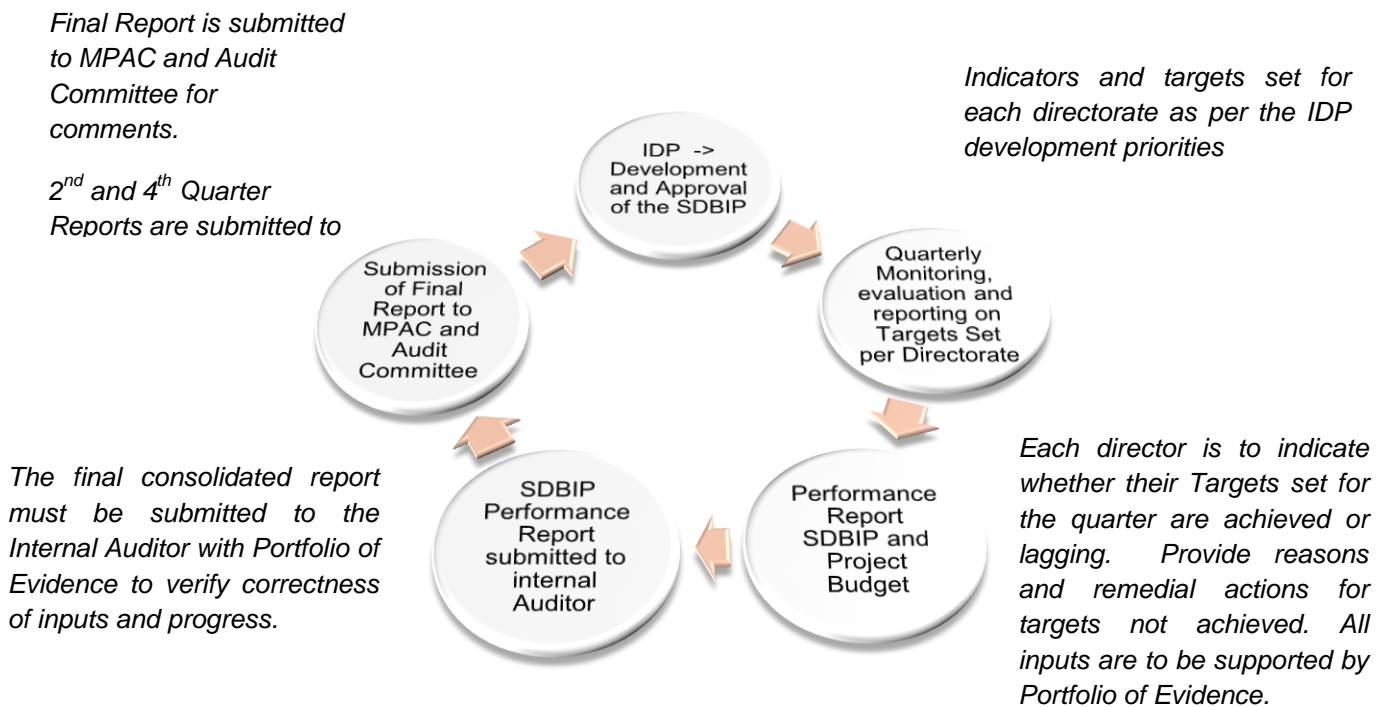 Final Report is submitted
to MPAC and Audit
Committee for
comments.
2nd and 4th Quarter
Reports are submitted to
Indicators and targets set for
each directorate as per the IDP
development priorities
IDP ->
Development
and Approval
of the SDBIP
Quarterly
Monitoring,
evaluation and
reporting on
Targets Set
per Directorate
Each director is to indicate
whether their Targets set for
the quarter are achieved or
lagging. Provide reasons
and remedial actions for
targets not achieved. All
inputs are to be supported by
Portfolio of Evidence.
Performance
Report
SDBIP and
Project
Budget
SDBIP
Performance
Report
submitted to
internal
Auditor
The final consolidated report
must be submitted to the
Internal Auditor with Portfolio of
Evidence to verify correctness
of inputs and progress.
Submission
of Final
Report to
MPAC and
Audit
Committee